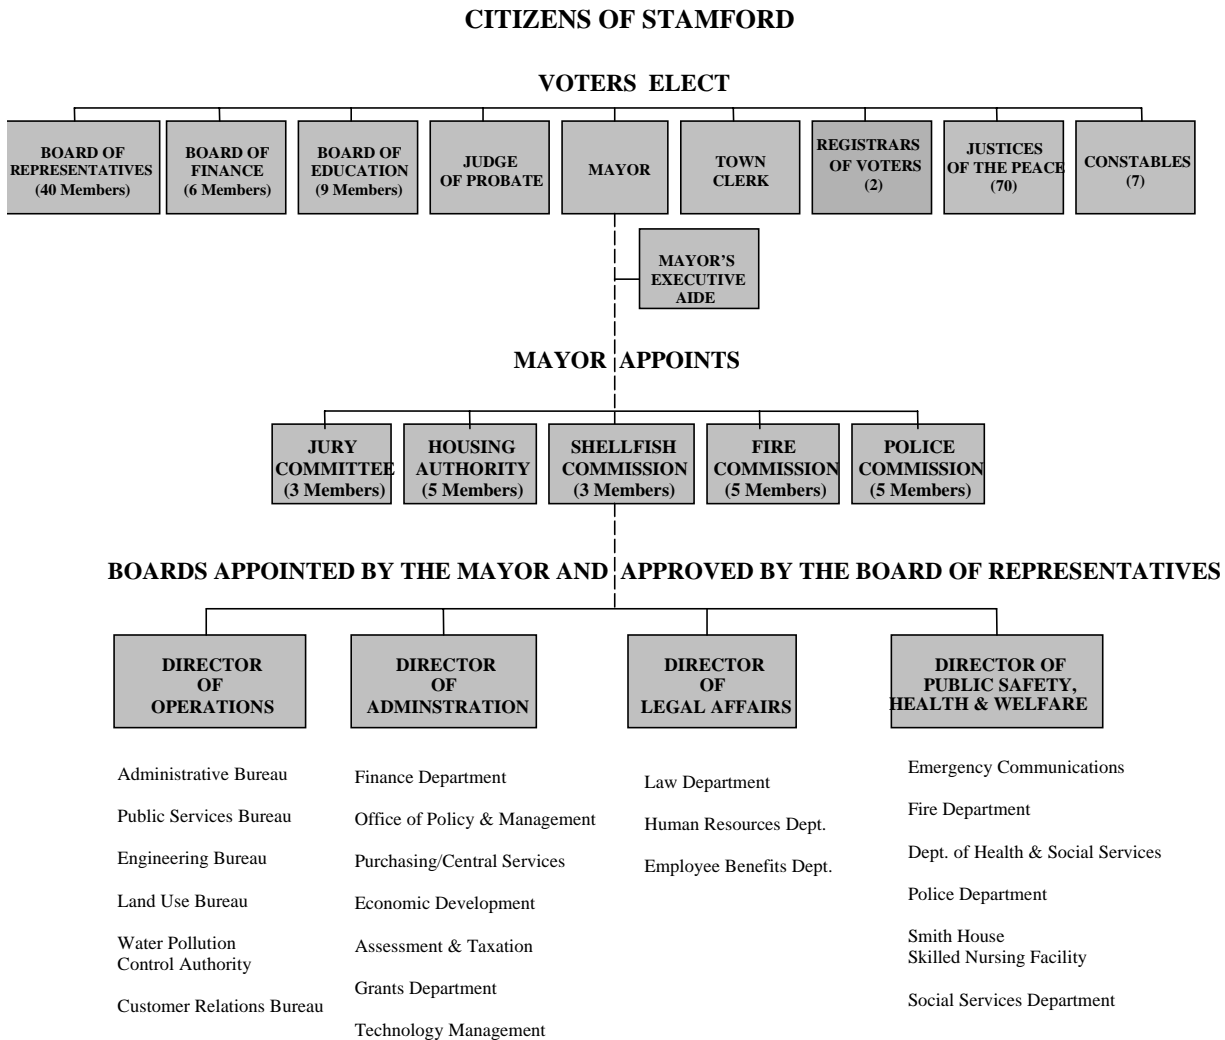 CITIZENS OF STAMFORD
VOTERS ELECT
BOARD OF
REPRESENTATIVES
(40 Members)
BOARD OF
FINANCE
(6 Members)
BOARD OF
EDUCATION
(9 Members)
JUDGE
OF PROBATE
MAYOR
TOWN
CLERK
REGISTRARS
OF VOTERS
(2)
JUSTICES
OF THE PEACE
(70)
CONSTABLES
(7)
MAYOR'S
EXECUTIVE
AIDE
MAYOR APPOINTS
JURY
COMMITTEE
(3 Members)
HOUSING
AUTHORITY
(5 Members)
SHELLFISH
COMMISSION
(3 Members)
FIRE
COMMISSION
(5 Members)
POLICE
COMMISSION
(5 Members)
BOARDS APPOINTED BY THE MAYOR AND APPROVED BY THE BOARD OF REPRESENTATIVES
DIRECTOR
OF
OPERATIONS
Administrative Bureau
Public Services Bureau
Engineering Bureau
Land Use Bureau
Water Pollution
Control Authority
Customer Relations Bureau
DIRECTOR
OF
ADMINSTRATION
Finance Department
Office of Policy & Management
Purchasing/Central Services
Economic Development
Assessment & Taxation
Grants Department
Technology Management
DIRECTOR
OF
LEGAL AFFAIRS
Law Department
Human Resources Dept.
Employee Benefits Dept.
DIRECTOR OF
PUBLIC SAFETY,
HEALTH & WELFARE
Emergency Communications
Fire Department
Dept. of Health & Social Services
Police Department
Smith House
Skilled Nursing Facility
Social Services Department